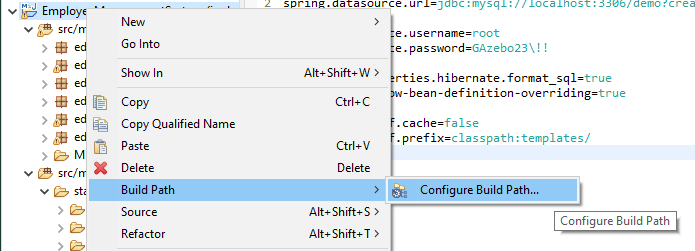 Employe
spring.datasource.url=jdbc:mysql://localhost:3306/demo?crea
2
New
ce.username=root
src/m
Go Into
ce.password=GAzebo23\!!
ed
ed
Show In Alt+Shift+W
erties.hibernate.format_sql=true
ed
Copy Ctrl+C
ow-bean-definition-overriding=true
ed
Copy Qualified Name
f.cache=false
ed
Paste Ctrl+V
f.prefix=classpath:templates/
M
Delete Delete
src/m
Build Path
Configure Build Path...
sta
Source Alt+Shift+S
Configure Build Path
Refactor Alt+Shift+T